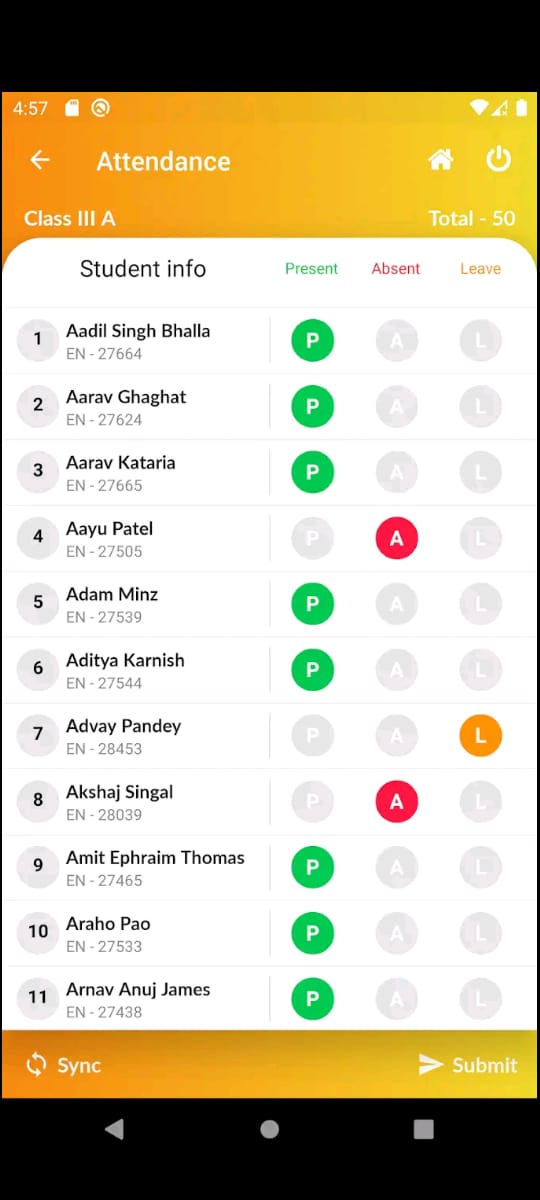 4:57
Attendance
Class III A Total - 50
Student info Present Absent Leave
1 Aadil Singh Bhalla P A L
EN - 27664
2 Aarav Ghaghat P A L
EN - 27624
3 Aarav Kataria P A L
EN - 27665
4 Aayu Patel P A L
EN - 27505
5 Adam Minz P A L
EN - 27539
6 Aditya Karnish P A L
EN - 27544
7 Advay Pandey P A L
EN - 28453
8 Akshaj Singal P A L
EN - 28039
9 Amit Ephraim Thomas P A L
EN - 27465
10 Araho Pao P A L
EN - 27533
11 Arnav Anuj James P A L
EN - 27438
Sync Submit